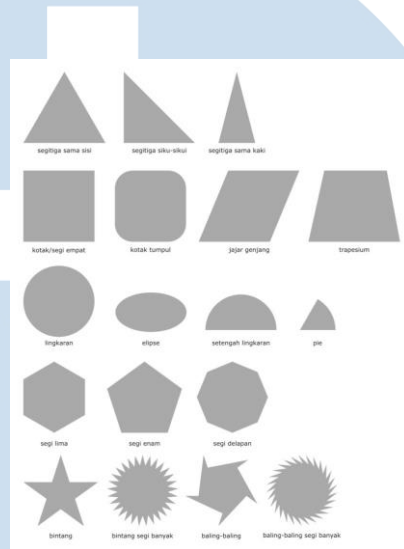 segitiga sama sisi
segitiga siku-sikui
segitiga sama kaki
kotak/segi empat
kotak tumpul
jajar genjang
trapesium
lingkaran
elipse
setengah lingkaran
pie
segi lima
segi enam
segi delapan
bintang
bintang segi banyak
baling-baling
baling-baling segi banyak